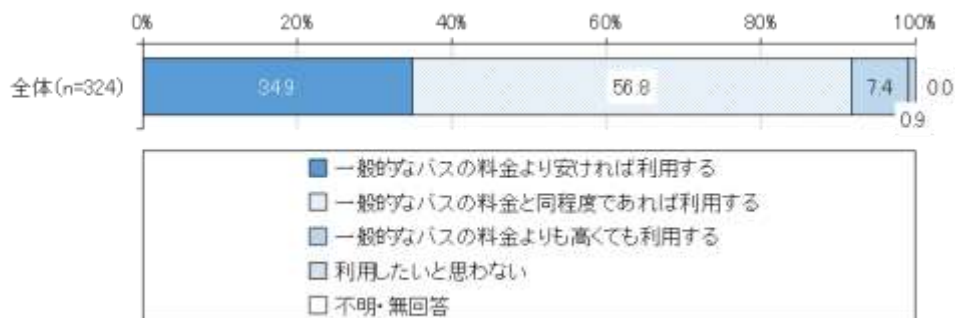 0% 20% 40% 60% 80% 100%
全体(n=324) 34.9 56.8 7.4 0.0
0.9
一般的なバスの料金より安ければ利用する
一般的なバスの料金と同程度であれば利用する
一般的なバスの料金よりも高くても利用する
利用したいと思わない
不明・無回答